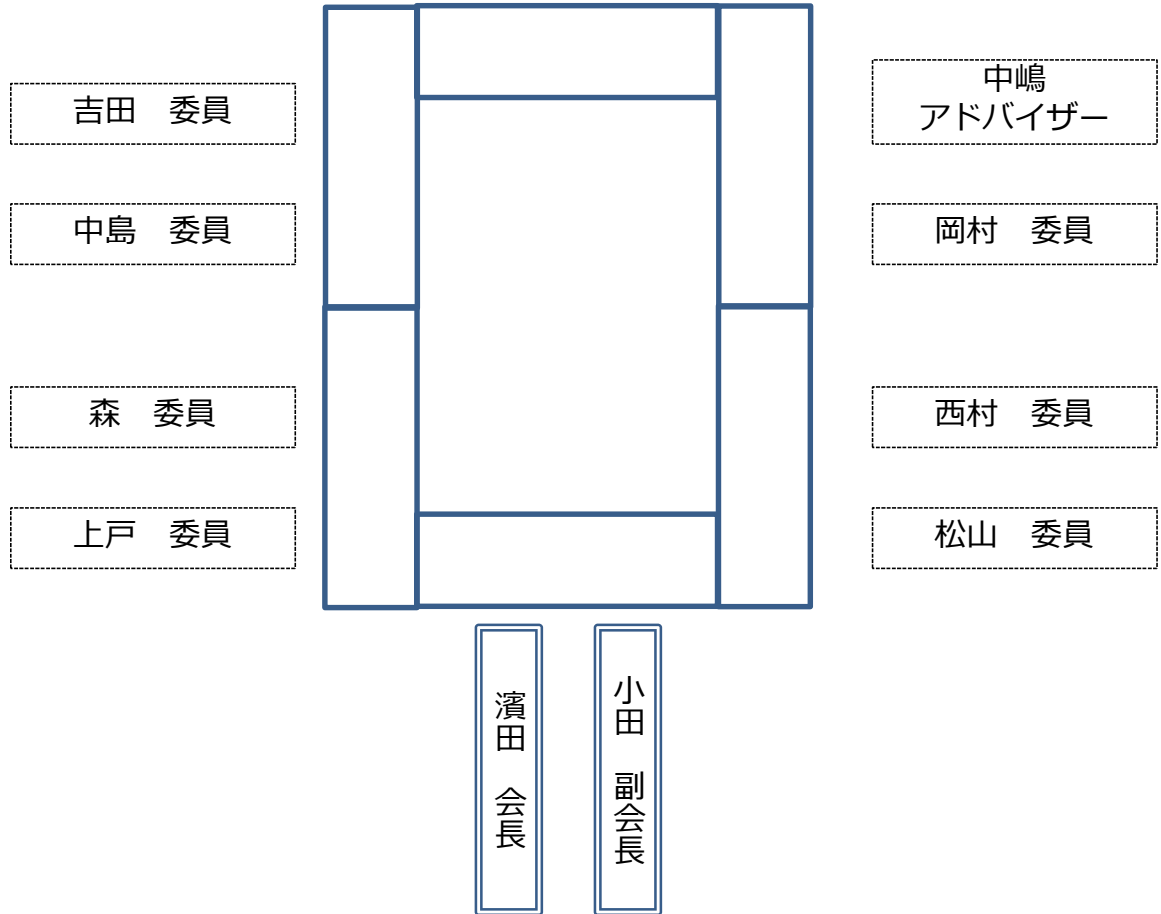 吉田　委員
中嶋
アドバイザー
中島　委員
岡村　委員
森　委員
西村　委員
上戸　委員
松山　委員
濱田　会長
小田　副会長